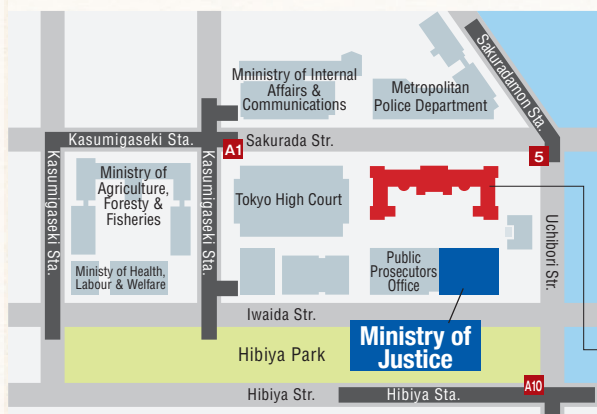 Mninistry of Internal
Affairs &
Communications
Metropolitan
Police Department
Sakuradamon Sta.
Kasumigaseki Sta.
A1
Sakurada Str.
5
Kasumigaseki Sta.
Ministry of
Agriculture,
Foresty &
Fisheries
Kasumigaseki Sta.
Tokyo High Court
Uchibori Str.
Ministy of Health,
Labour & Welfare
Public
Prosecutors
Office
Iwaida Str.
Ministry of
Justice
Hibiya Park
Hibiya Str.
Hibiya Sta.
A10